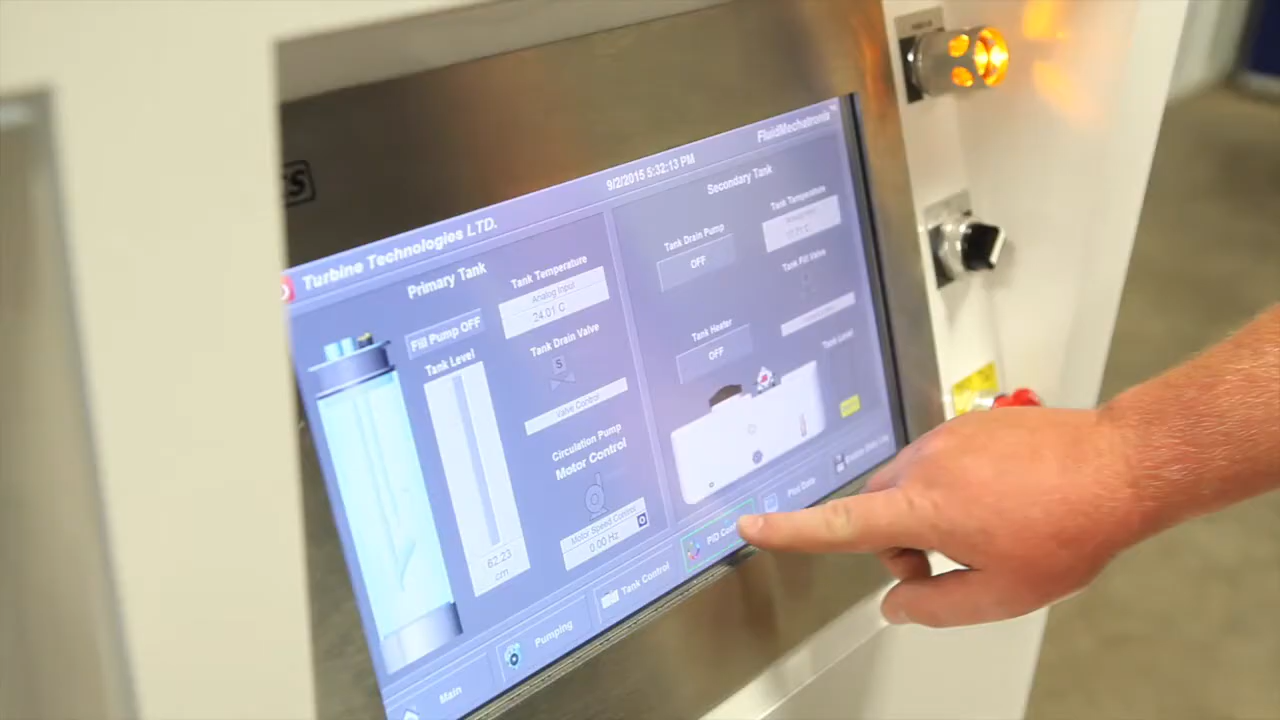 9/2/2015 5:32:13 PM
FluidMechatronix™
Turbine Technologies LTD.
Primary Tank
Fill Pump OFF
Tank Level
62.23
cm
Tank Temperature
Analog Input
24.01 C
Tank Drain Valve
S
Valve Control
Circulation Pump
Motor Control
Motor Speed Control
0.00 Hz
Secondary Tank
Tank Drain Pump
OFF
Tank Temperature
Tank Fill Valve
Tank Heater
OFF
Tank Level
Main
Pumping
Tank Control
PID
Plot Data